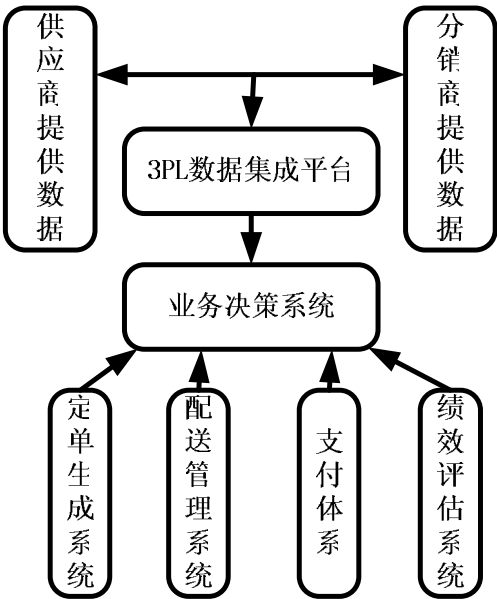 供应商提供数据
分销商提供数据
3PL数据集成平台
业务决策系统
定单生成系统
配送管理系统
支付体系
绩效评估系统